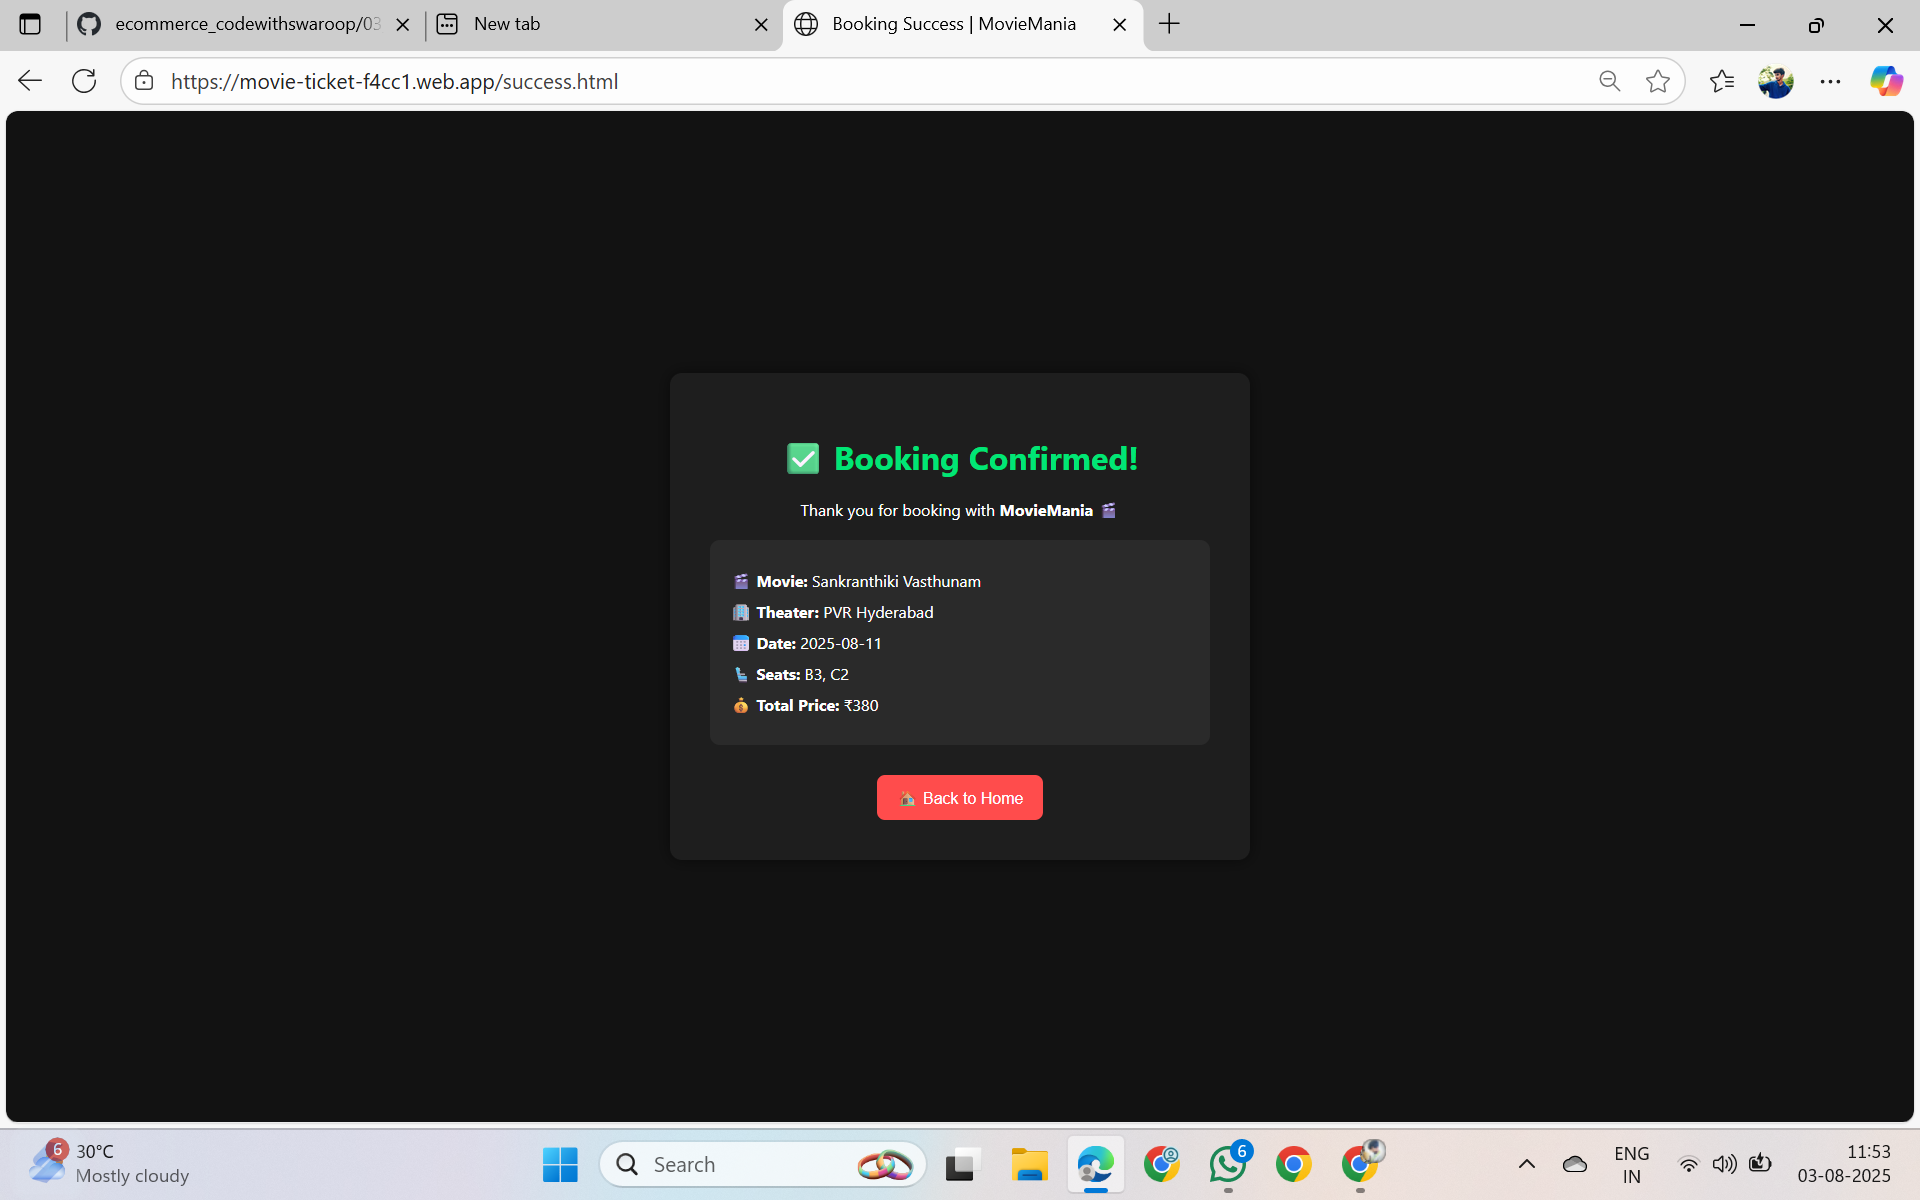 ecommerce_codewithswaroop/03
New tab
Booking Success | MovieMania
https://movie-ticket-f4cc1.web.app/success.html
✅ Booking Confirmed!
Thank you for booking with MovieMania 🎬
🎬 Movie: Sankranthiki Vasthunam
🏢 Theater: PVR Hyderabad
📅 Date: 2025-08-11
💺 Seats: B3, C2
💰 Total Price: ₹380
🏠 Back to Home
6
30°C
Mostly cloudy
Search
6
ENG
IN
11:53
03-08-2025